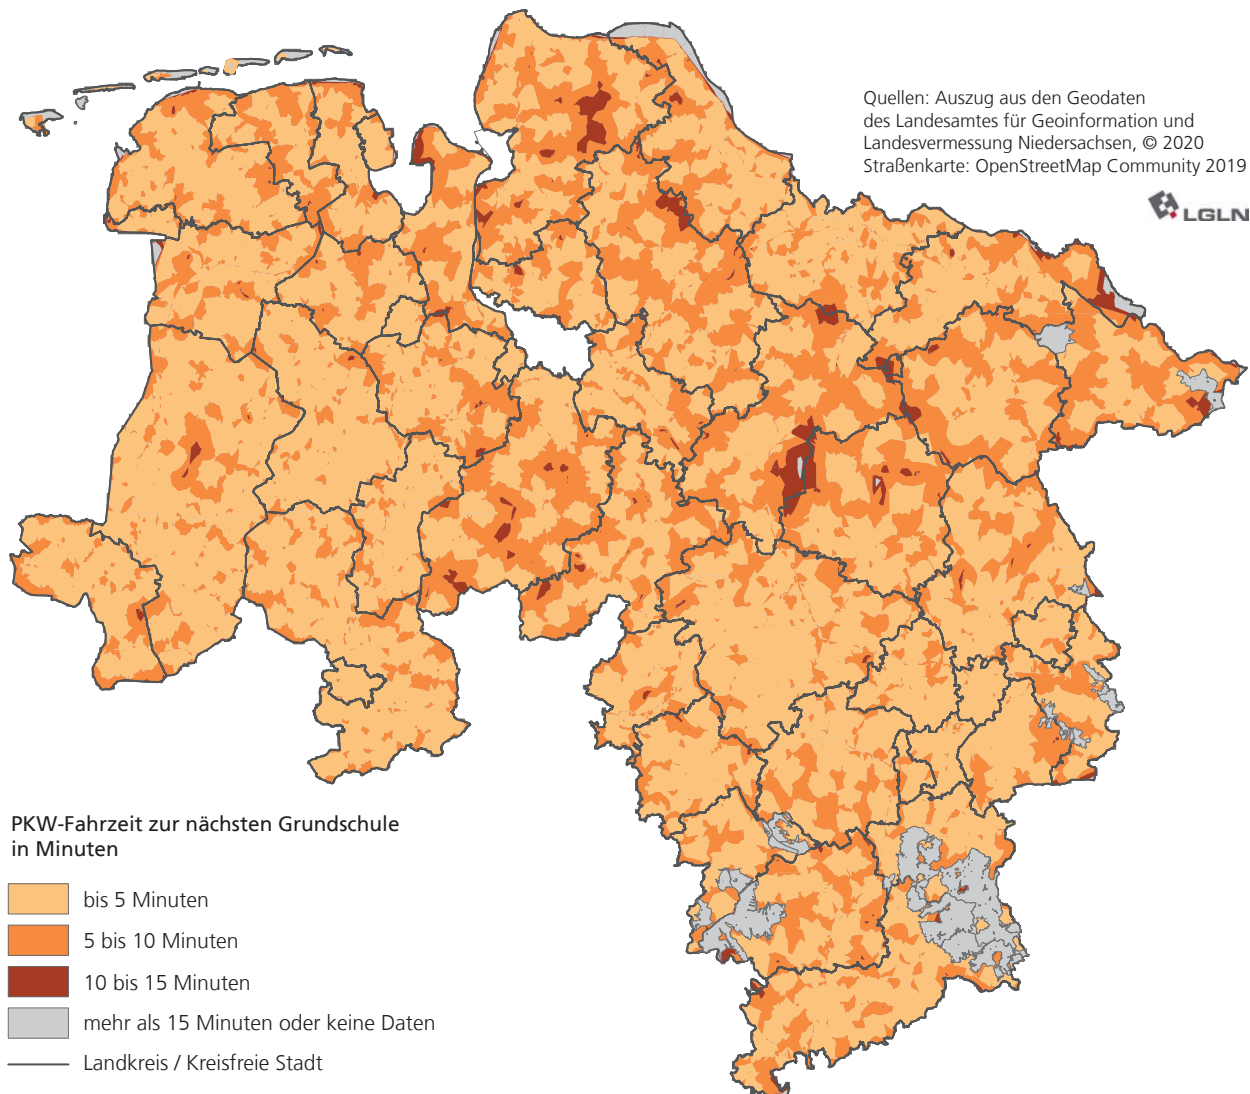 Quellen: Auszug aus den Geodaten
des Landesamtes für Geoinformation und
Landesvermessung Niedersachsen, © 2020
Straßenkarte: OpenStreetMap Community 2019
LGLN
PKW-Fahrzeit zur nächsten Grundschule
in Minuten
bis 5 Minuten
5 bis 10 Minuten
10 bis 15 Minuten
mehr als 15 Minuten oder keine Daten
Landkreis / Kreisfreie Stadt